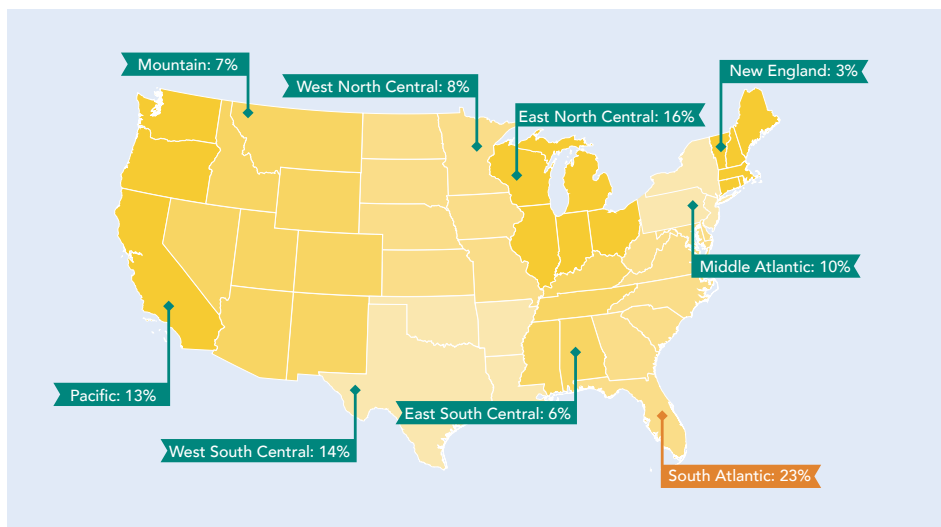 Mountain: 7%
New England: 3%
West North Central: 8%
East North Central: 16%
Middle Atlantic: 10%
Pacific: 13%
East South Central: 6%
West South Central: 14%
South Atlantic: 23%